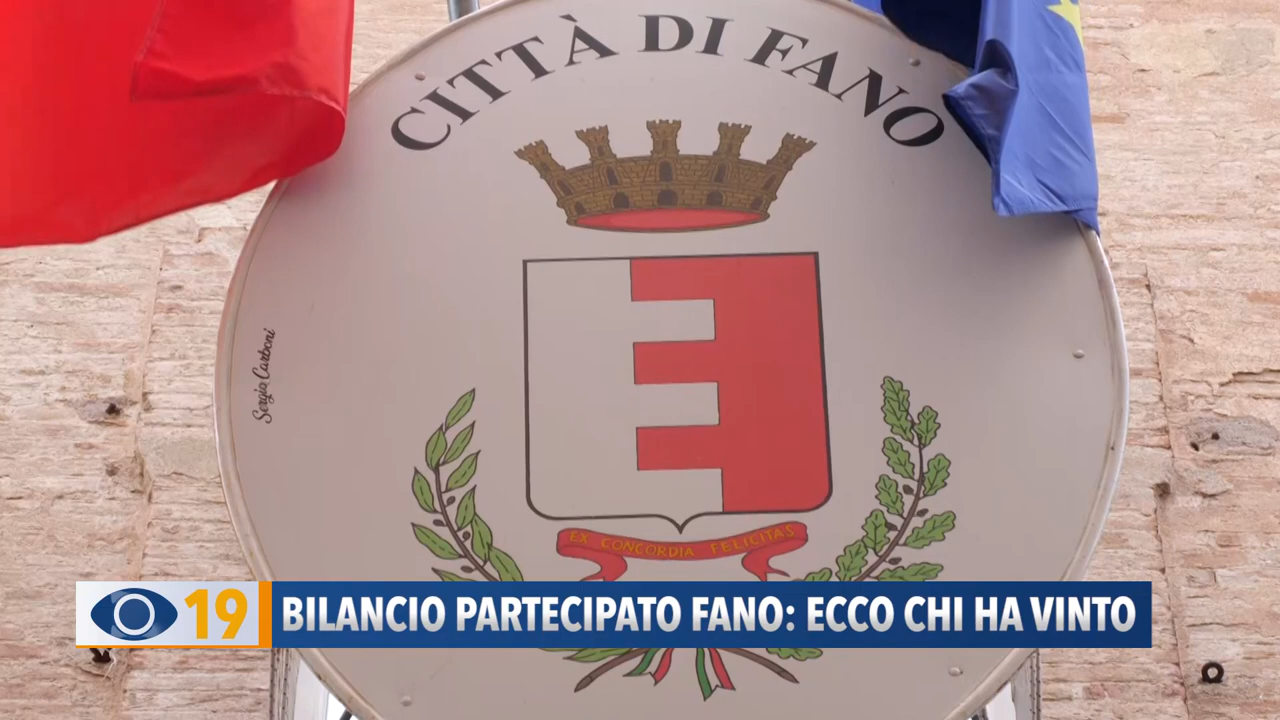 CITTÀ DI FANO
Sergio Carboni
EX CONCORDIA FELICITAS
19
BILANCIO PARTECIPATO FANO: ECCO CHI HA VINTO